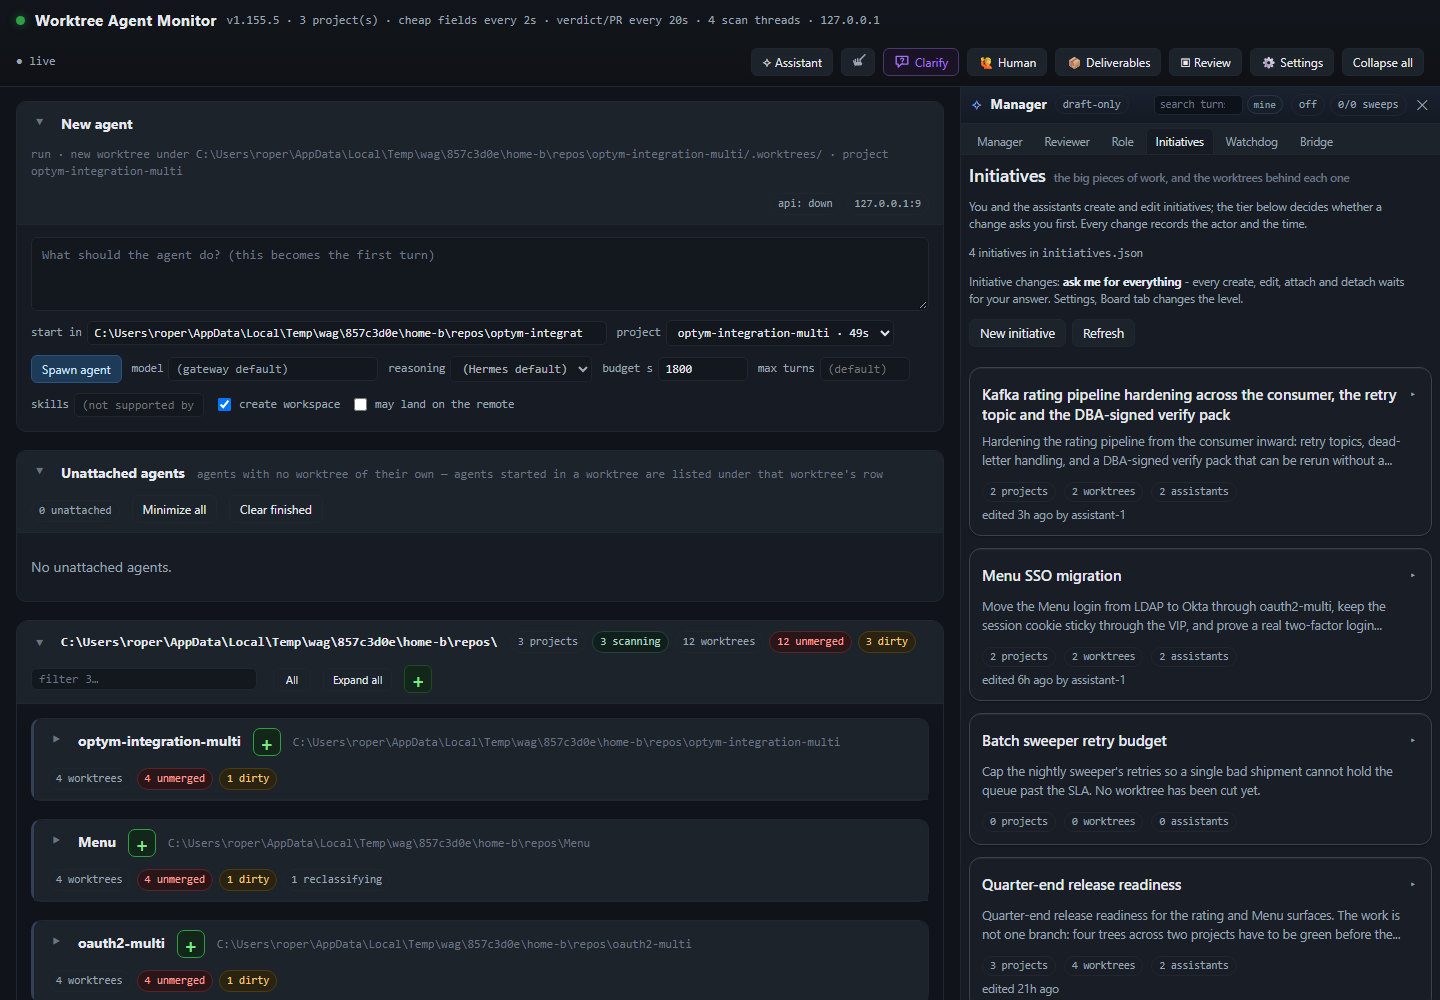 Worktree Agent Monitor v1.155.5 · 3 project(s) · cheap fields every 2s · verdict/PR every 20s · 4 scan threads · 127.0.0.1
live
Assistant
Clarify
Human
Deliverables
Review
Settings
Collapse all
New agent
run · new worktree under C:\Users\roper\AppData\Local\Temp\wag\857c3d0e\home-b\repos\optym-integration-multi/.worktrees/ · project
optym-integration-multi
api: down 127.0.0.1:9
What should the agent do? (this becomes the first turn)
start in C:\Users\roper\AppData\Local\Temp\wag\857c3d0e\home-b\repos\optym-integrat project optym-integration-multi · 49s
Spawn agent model (gateway default) reasoning (Hermes default) budget s 1800 max turns (default)
skills (not supported by create workspace may land on the remote
Unattached agents agents with no worktree of their own — agents started in a worktree are listed under that worktree's row
0 unattached Minimize all Clear finished
No unattached agents.
C:\Users\roper\AppData\Local\Temp\wag\857c3d0e\home-b\repos\ 3 projects 3 scanning 12 worktrees 12 unmerged 3 dirty
filter 3… All Expand all +
optym-integration-multi + C:\Users\roper\AppData\Local\Temp\wag\857c3d0e\home-b\repos\optym-integration-multi
4 worktrees 4 unmerged 1 dirty
Menu + C:\Users\roper\AppData\Local\Temp\wag\857c3d0e\home-b\repos\Menu
4 worktrees 4 unmerged 1 dirty 1 reclassifying
oauth2-multi + C:\Users\roper\AppData\Local\Temp\wag\857c3d0e\home-b\repos\oauth2-multi
4 worktrees 4 unmerged 1 dirty
Manager draft-only search turn: mine off 0/0 sweeps
Manager Reviewer Role Initiatives Watchdog Bridge
Initiatives the big pieces of work, and the worktrees behind each one
You and the assistants create and edit initiatives; the tier below decides whether a
change asks you first. Every change records the actor and the time.
4 initiatives in initiatives.json
Initiative changes: ask me for everything - every create, edit, attach and detach waits
for your answer. Settings, Board tab changes the level.
New initiative Refresh
Kafka rating pipeline hardening across the consumer, the retry
topic and the DBA-signed verify pack
Hardening the rating pipeline from the consumer inward: retry topics, dead-
letter handling, and a DBA-signed verify pack that can be rerun without a…
2 projects 2 worktrees 2 assistants
edited 3h ago by assistant-1
Menu SSO migration
Move the Menu login from LDAP to Okta through oauth2-multi, keep the
session cookie sticky through the VIP, and prove a real two-factor login…
2 projects 2 worktrees 2 assistants
edited 6h ago by assistant-1
Batch sweeper retry budget
Cap the nightly sweeper's retries so a single bad shipment cannot hold the
queue past the SLA. No worktree has been cut yet.
0 projects 0 worktrees 0 assistants
Quarter-end release readiness
Quarter-end release readiness for the rating and Menu surfaces. The work is
not one branch: four trees across two projects have to be green before the…
3 projects 4 worktrees 2 assistants
edited 21h ago